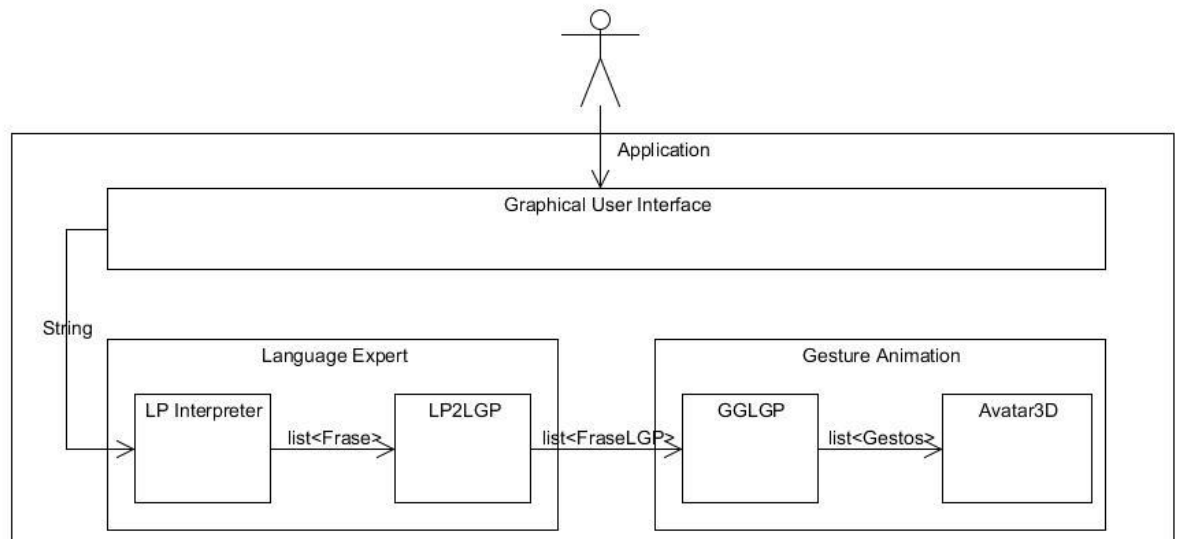 Application
Graphical User Interface
String
Language Expert
Gesture Animation
LP Interpreter
LP2LGP
GGLGP
Avatar3D
list<Frase>
list<FraseLGP>
list<Gestos>